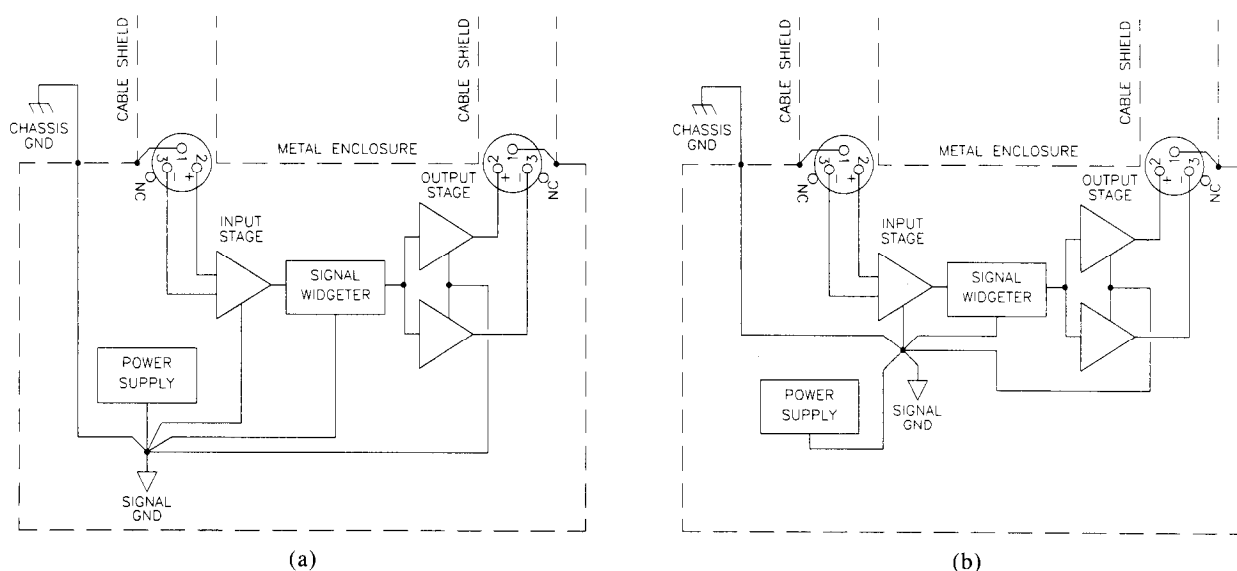 CABLE SHIELD
CABLE SHIELD
CHASSIS
GND
1
2
3
+
−
NC
METAL ENCLOSURE
1
2
3
+
−
NC
OUTPUT
STAGE
INPUT
STAGE
SIGNAL
WIDGETER
POWER
SUPPLY
SIGNAL
GND
(a)
CABLE SHIELD
CABLE SHIELD
CHASSIS
GND
1
2
3
+
−
NC
METAL ENCLOSURE
1
2
3
+
−
NC
OUTPUT
STAGE
INPUT
STAGE
SIGNAL
WIDGETER
POWER
SUPPLY
SIGNAL
GND
(b)